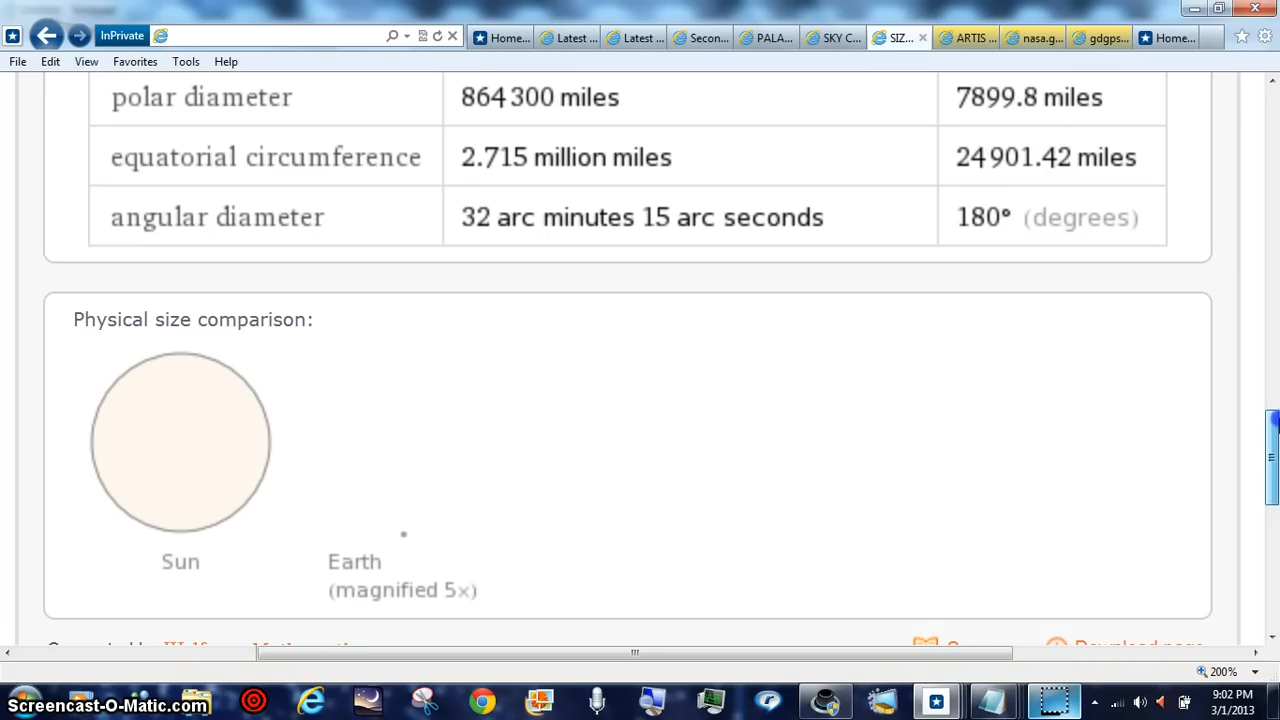 InPrivate
Home...
Latest ...
Latest ...
Secon...
PALA...
SKY C...
SIZ...
ARTIS ...
nasa.g...
gdgps...
Home...
File Edit View Favorites Tools Help
polar diameter 864 300 miles 7899.8 miles
equatorial circumference 2.715 million miles 24 901.42 miles
angular diameter 32 arc minutes 15 arc seconds 180° (degrees)
Physical size comparison:
Sun
Earth
(magnified 5×)
Download page
200%
Screencast-O-Matic.com
9:02 PM
3/1/2013